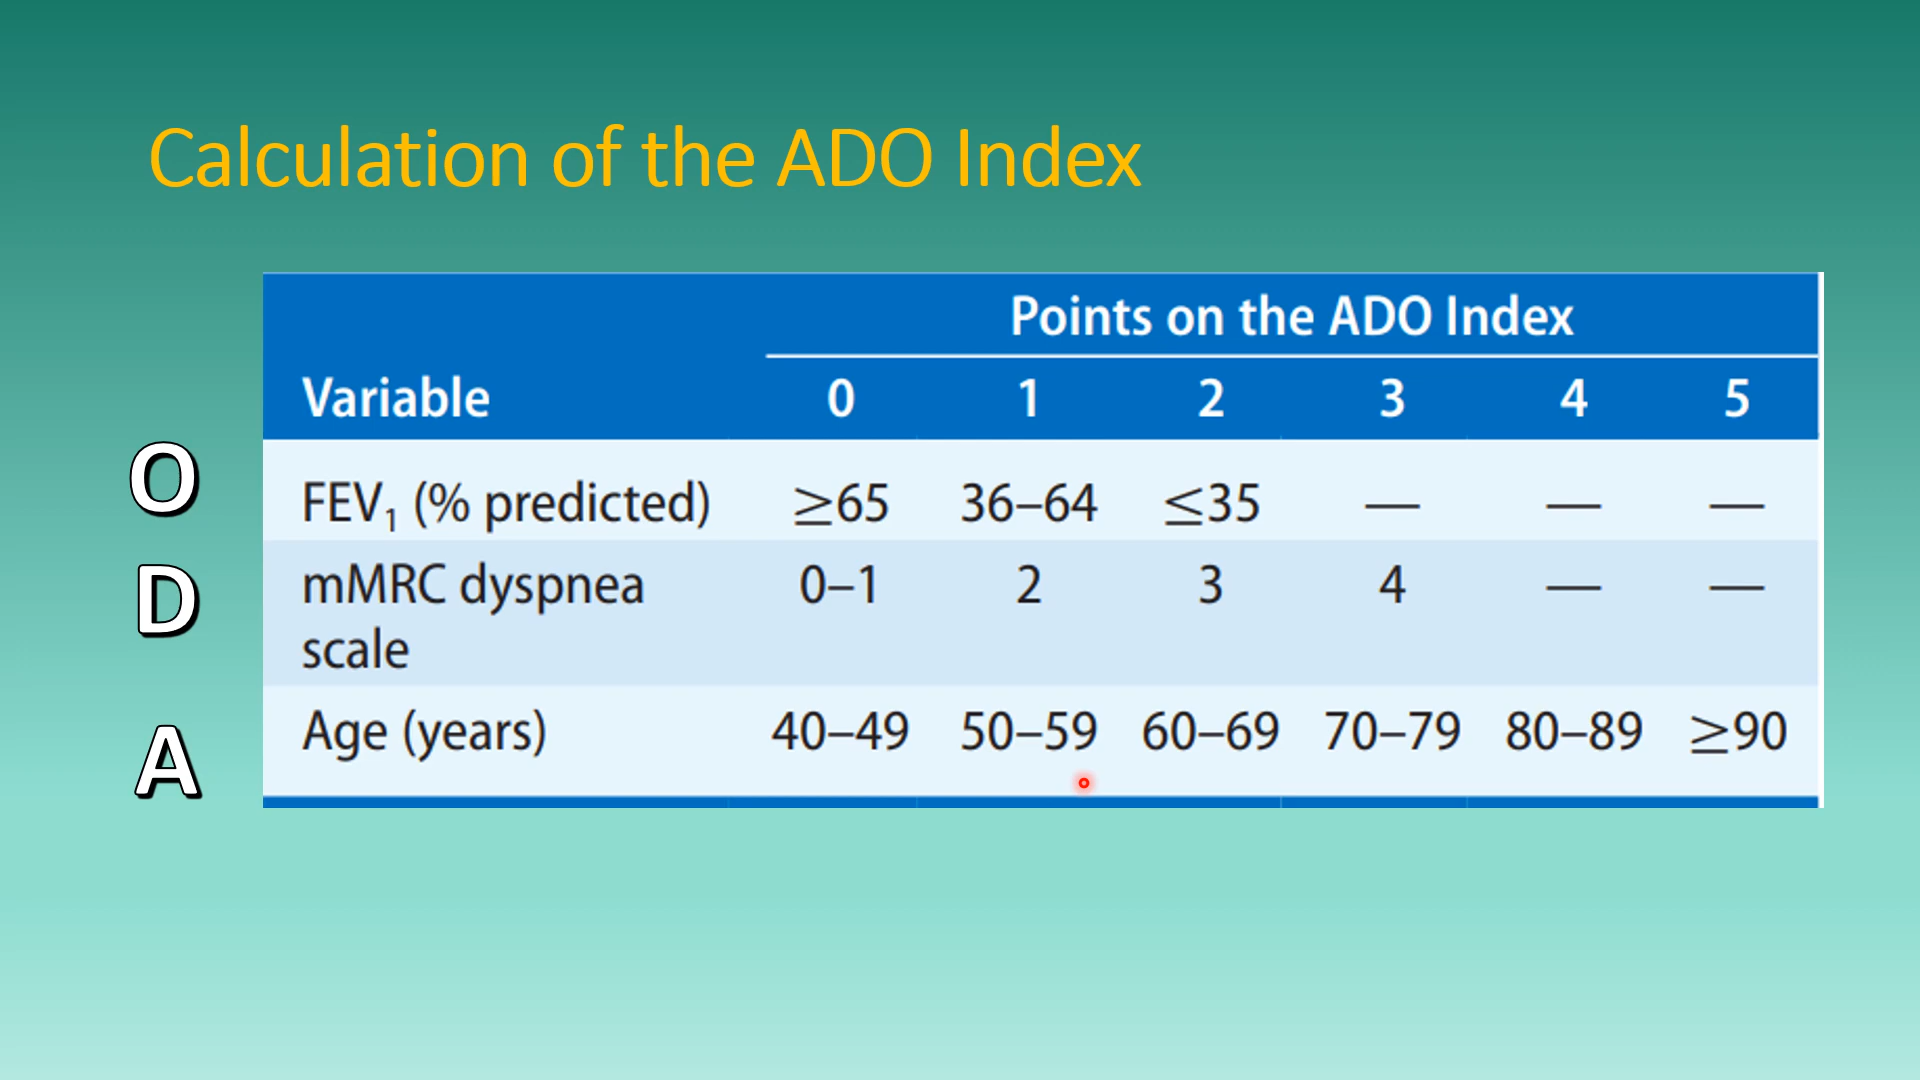 Calculation of the ADO Index
Points on the ADO Index
Variable 0 1 2 3 4 5
O FEV₁ (% predicted) ≥65 36–64 ≤35 — — —
D mMRC dyspnea 0–1 2 3 4 — —
scale
A Age (years) 40–49 50–59 60–69 70–79 80–89 ≥90